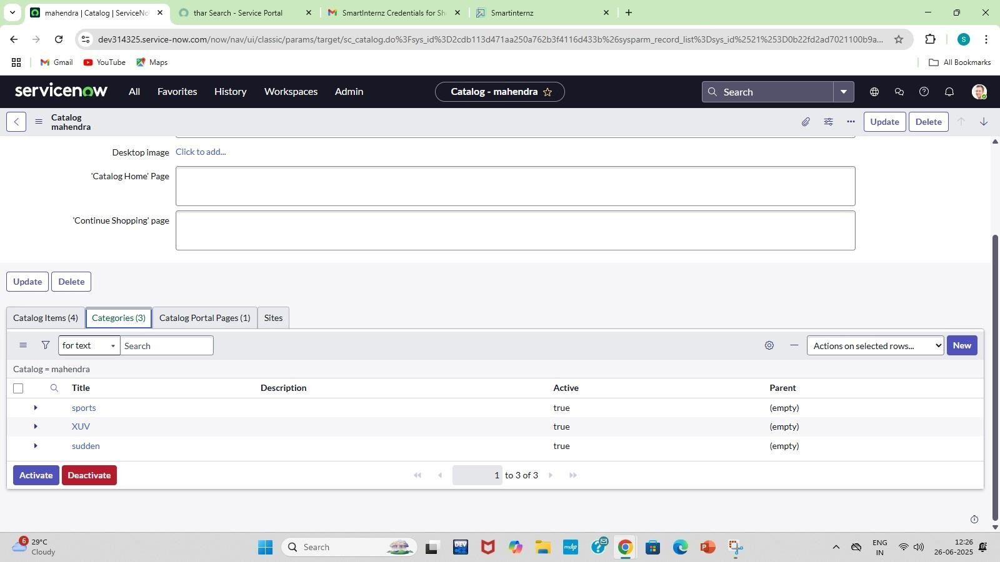 mahendra | Catalog | ServiceNo
thar Search - Service Portal
SmartInternz Credentials for Sh
Smartinternz
dev314325.service-now.com/now/nav/ui/classic/params/target/sc_catalog.do%3Fsys_id%3D2cdb113d471aa250a762b3f4116d433b%26sysparm_record_list%3Dsys_id%2521%253D0b22fd2ad7021100b9a...
S
Gmail
YouTube
Maps
All Bookmarks
servicenow
All
Favorites
History
Workspaces
Admin
Catalog - mahendra
Search
Catalog
mahendra
Update
Delete
Desktop image
Click to add...
'Catalog Home' Page
'Continue Shopping' page
Update
Delete
Catalog Items (4)
Categories (3)
Catalog Portal Pages (1)
Sites
for text
Search
Actions on selected rows...
New
Catalog = mahendra
Title
Description
Active
Parent
sports
true
(empty)
XUV
true
(empty)
sudden
true
(empty)
Activate
Deactivate
1 to 3 of 3
6
29°C
Cloudy
Search
DEV
myhp
ENG
IN
12:26
26-06-2025